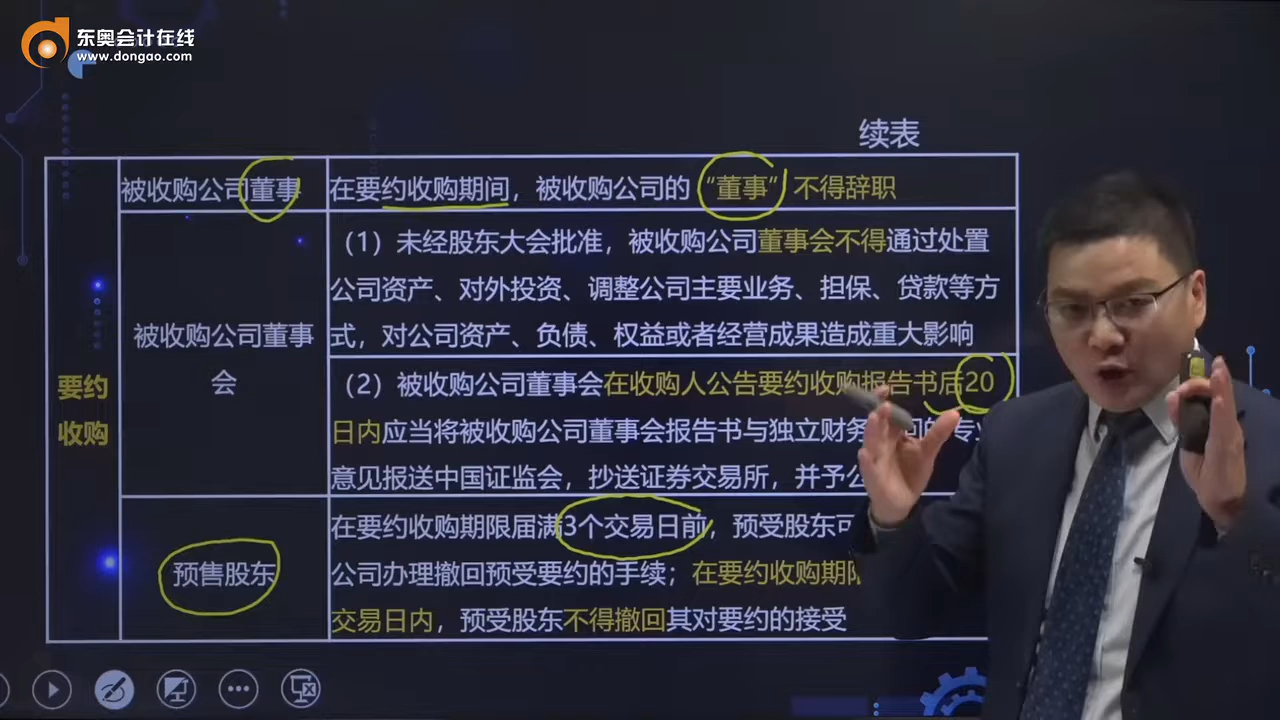 东奥会计在线
www.dongao.com
续表
被收购公司董事
在要约收购期间，被收购公司的“董事”不得辞职
要约
收购
被收购公司董事
会
（1）未经股东大会批准，被收购公司董事会不得通过处置
公司资产、对外投资、调整公司主要业务、担保、贷款等方
式，对公司资产、负债、权益或者经营成果造成重大影响
（2）被收购公司董事会在收购人公告要约收购报告书后20
日内应当将被收购公司董事会报告书与独立财务
意见报送中国证监会，抄送证券交易所，并予
预售股东
在要约收购期限届满3个交易日前，预受股东
公司办理撤回预受要约的手续；在要约收购期
交易日内，预受股东不得撤回其对要约的接受